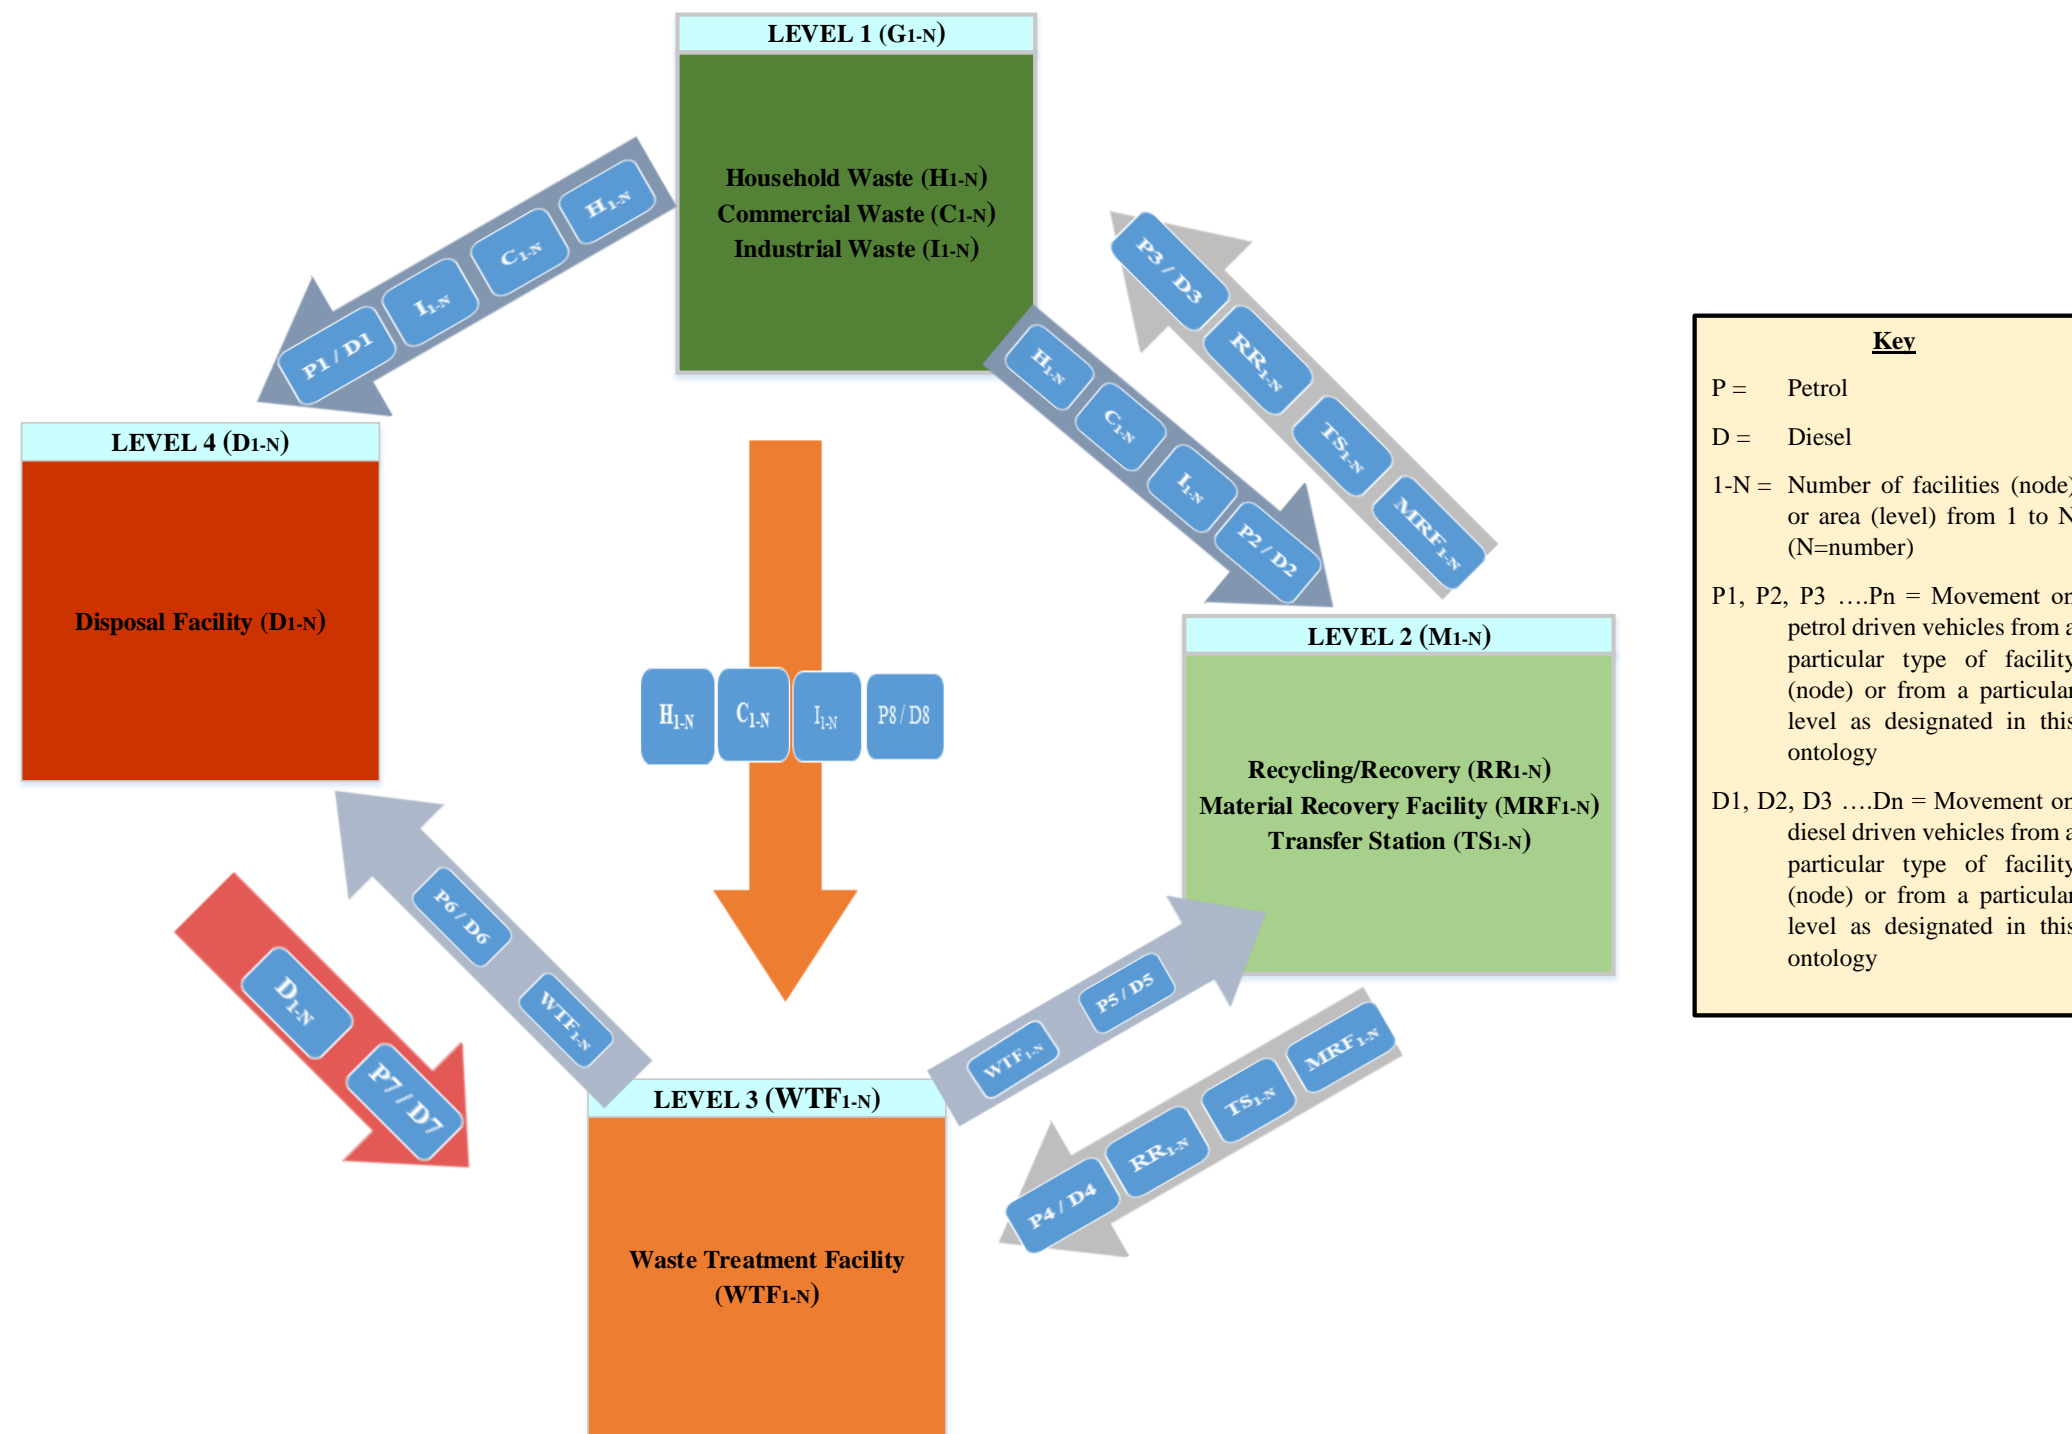 LEVEL 1 (G1-N)
Household Waste (H1-N)
Commercial Waste (C1-N)
Industrial Waste (I1-N)
H1-N
C1-N
I1-N
P1 / D1
H1-N
C1-N
I1-N
P2 / D2
P3 / D3
RR1-N
TS1-N
MRF1-N
LEVEL 4 (D1-N)
Disposal Facility (D1-N)
H1-N C1-N I1-N P8 / D8
LEVEL 2 (M1-N)
Recycling/Recovery (RR1-N)
Material Recovery Facility (MRF1-N)
Transfer Station (TS1-N)
P6 / D6
WTF1-N
D1-N
P7 / D7
WTF1-N
P5 / D5
MRF1-N
TS1-N
RR1-N
P4 / D4
LEVEL 3 (WTF1-N)
Waste Treatment Facility
(WTF1-N)
Key
P = Petrol
D = Diesel
1-N = Number of facilities (node)
or area (level) from 1 to N
(N=number)
P1, P2, P3 ….Pn = Movement on
petrol driven vehicles from a
particular type of facility
(node) or from a particular
level as designated in this
ontology
D1, D2, D3 ….Dn = Movement on
diesel driven vehicles from a
particular type of facility
(node) or from a particular
level as designated in this
ontology